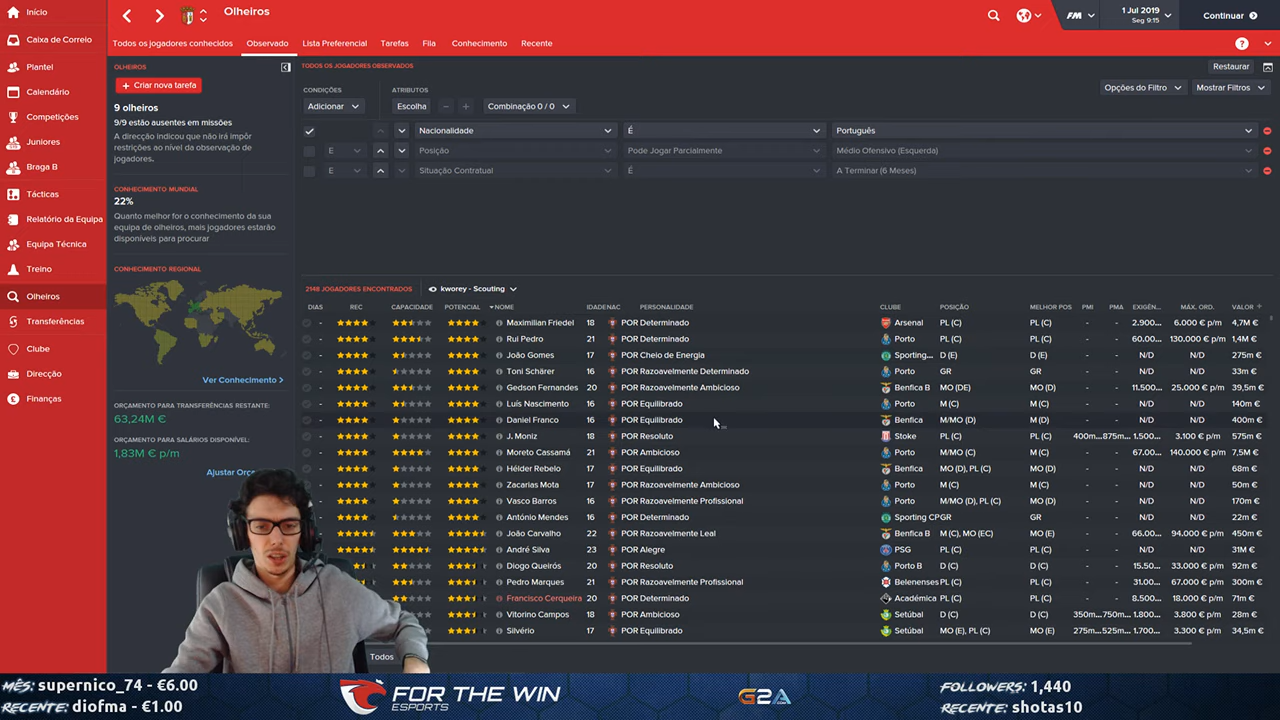 Início
Caixa de Correio
Plantel
Calendário
Competições
Juniores
Braga B
Tácticas
Relatório da Equipa
Equipa Técnica
Treino
Olheiros
Transferências
Clube
Direcção
Finanças
Olheiros
FM
1 Jul 2019
Seg 9:15
Continuar
Todos os jogadores conhecidos Observado Lista Preferencial Tarefas Fila Conhecimento Recente
OLHEIROS
+ Criar nova tarefa
9 olheiros
9/9 estão ausentes em missões
A direcção indicou que não irá impôr
restrições ao nível da observação de
jogadores.
CONHECIMENTO MUNDIAL
22%
Quanto melhor for o conhecimento da sua
equipa de olheiros, mais jogadores estarão
disponíveis para procurar
CONHECIMENTO REGIONAL
Ver Conhecimento >
ORÇAMENTO PARA TRANSFERÊNCIAS RESTANTE:
63,24M €
ORÇAMENTO PARA SALÁRIOS DISPONÍVEL:
1,83M € p/m
Ajustar Orç
TODOS OS JOGADORES OBSERVADOS
Restaurar
CONDIÇÕES ATRIBUTOS
Opções do Filtro Mostrar Filtros
Adicionar Escolha - + Combinação 0 / 0
Nacionalidade É Português
E Posição Pode Jogar Parcialmente Médio Ofensivo (Esquerda)
E Situação Contratual É A Terminar (6 Meses)
2148 JOGADORES ENCONTRADOS kworey - Scouting
DIAS REC CAPACIDADE POTENCIAL NOME IDADE NAC PERSONALIDADE CLUBE POSIÇÃO MELHOR POS PMI PMA EXIGÊN... MÁX. ORD. VALOR
- Maximilian Friedel 18 POR Determinado Arsenal PL (C) PL (C) - - 2.900... 6.000 € p/m 4,7M €
- Rui Pedro 21 POR Determinado Porto PL (C) PL (C) - - 60.00... 130.000 € p/m 1,4M €
- João Gomes 17 POR Cheio de Energia Sporting... D (E) D (E) - - N/D N/D 275m €
- Toni Schärer 16 POR Razoavelmente Determinado Porto GR GR - - N/D N/D 33m €
- Gedson Fernandes 20 POR Razoavelmente Ambicioso Benfica B MO (DE) MO (D) - - 11.500... 25.000 € p/m 39,5m €
- Luís Nascimento 16 POR Equilibrado Porto M (C) M (C) - - N/D N/D 140m €
- Daniel Franco 16 POR Equilibrado Benfica M/MO (D) M (D) - - N/D N/D 400m €
- J. Moniz 18 POR Resoluto Stoke PL (C) PL (C) 400m... 875m... 1.500... 3.100 € p/m 575m €
- Moreto Cassamá 21 POR Ambicioso Porto M/MO (C) M (C) - - 67.00... 140.000 € p/m 7,5M €
- Hélder Rebelo 17 POR Equilibrado Benfica MO (D), PL (C) MO (D) - - N/D N/D 68m €
- Zacarias Mota 17 POR Razoavelmente Ambicioso Porto M (C) M (C) - - N/D N/D 50m €
- Vasco Barros 16 POR Razoavelmente Profissional Porto M/MO (D), PL (C) MO (D) - - N/D N/D 170m €
- António Mendes 16 POR Determinado Sporting CP GR GR - - N/D N/D 22m €
- João Carvalho 22 POR Razoavelmente Leal Benfica B M (C), MO (EC) MO (E) - - 66.00... 94.000 € p/m 450m €
- André Silva 23 POR Alegre PSG PL (C) PL (C) - - N/D N/D 31M €
Diogo Queirós 20 POR Resoluto Porto B D (C) D (C) - - 15.50... 33.000 € p/m 92m €
Pedro Marques 21 POR Razoavelmente Profissional Belenenses PL (C) PL (C) - - 31.00... 67.000 € p/m 300m €
Francisco Cerqueira 20 POR Determinado Académica PL (C) PL (C) - - 8.500... 18.000 € p/m 71m €
Vitorino Campos 18 POR Ambicioso Setúbal D (C) D (C) 350m... 750m... 1.800... 3.800 € p/m 28m €
Silvério 17 POR Equilibrado Setúbal MO (E), PL (C) MO (E) 275m... 525m... 1.700... 3.300 € p/m 34,5m €
Todos
MÊS: supernico_74 - €6.00
RECENTE: diofma - €1.00
FOR THE WIN
ESPORTS
G2A
.COM
FOLLOWERS: 1,440
RECENTE: shotas10